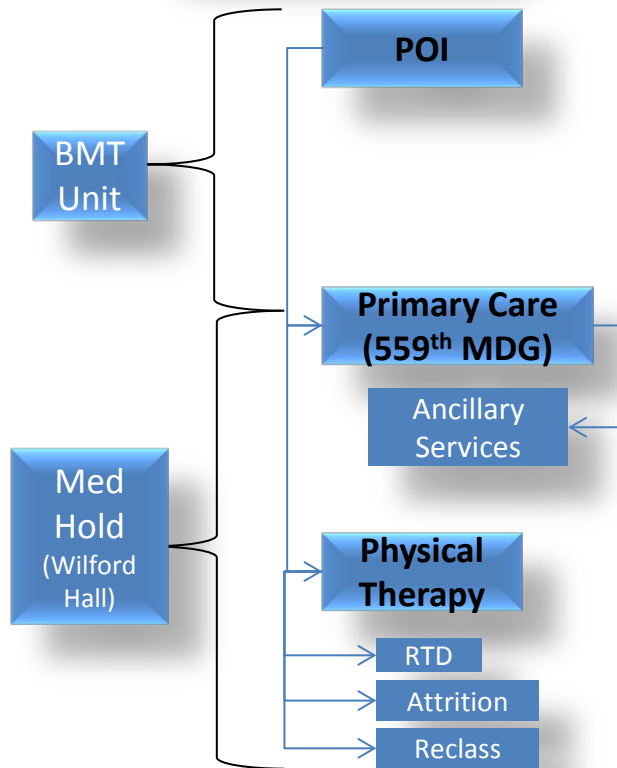 POI
BMT
Unit
Primary Care
(559th MDG)
Ancillary
Services
Med
Hold
(Wilford
Hall)
Physical
Therapy
RTD
Attrition
Reclass